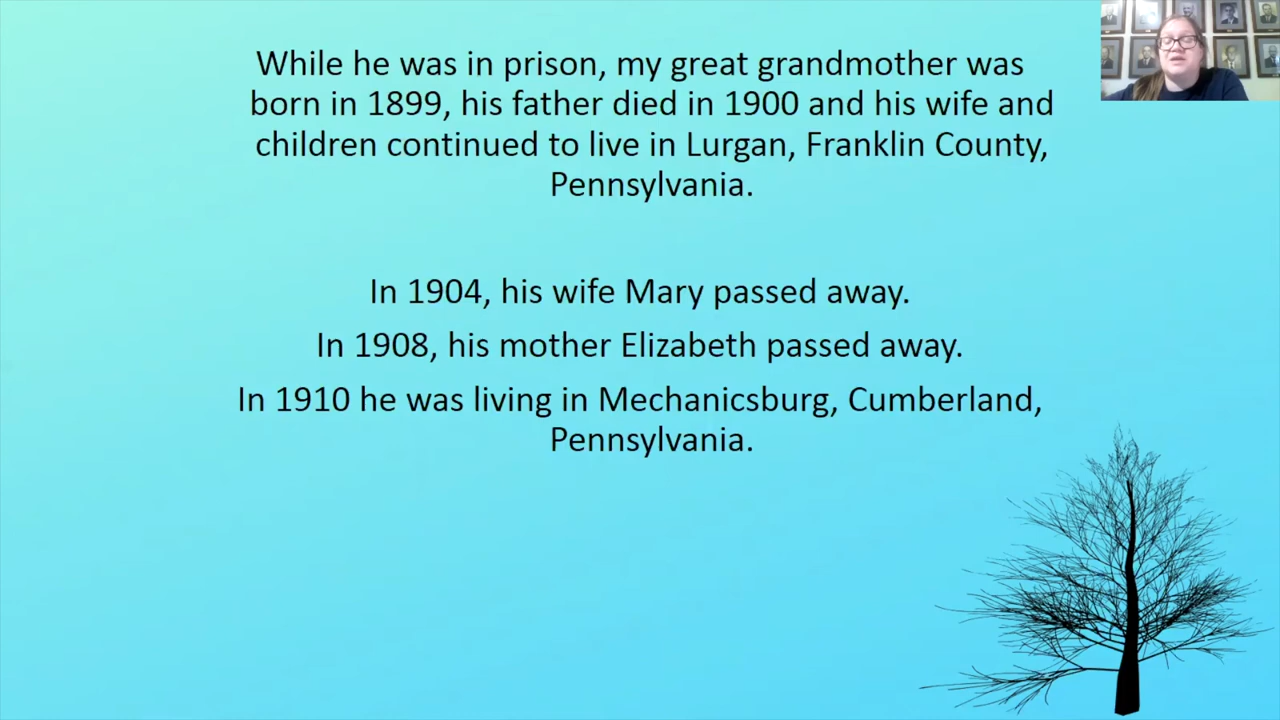 While he was in prison, my great grandmother was
born in 1899, his father died in 1900 and his wife and
children continued to live in Lurgan, Franklin County,
Pennsylvania.
In 1904, his wife Mary passed away.
In 1908, his mother Elizabeth passed away.
In 1910 he was living in Mechanicsburg, Cumberland,
Pennsylvania.